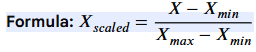 Formula: X_scaled = (X − X_min) / (X_max − X_min)